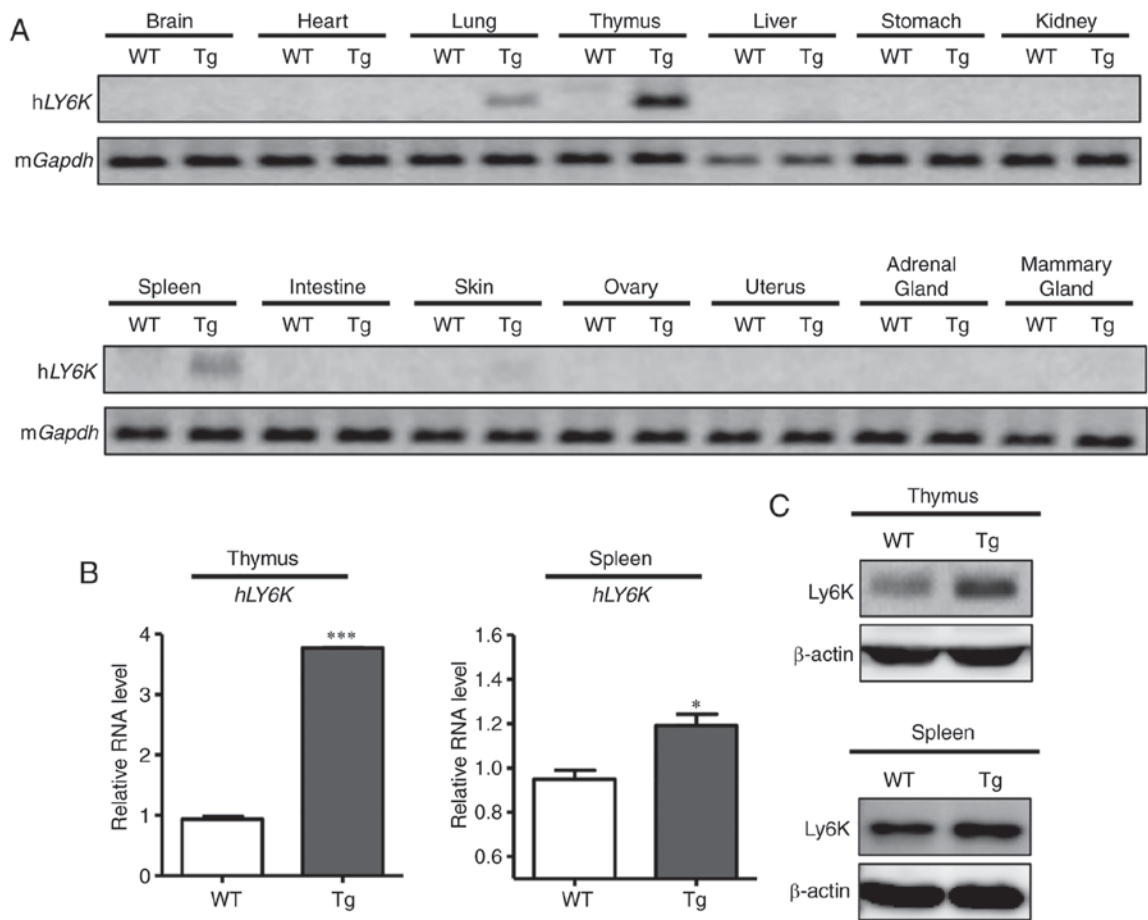 A
Brain Heart Lung Thymus Liver Stomach Kidney
WT Tg WT Tg WT Tg WT Tg WT Tg WT Tg WT Tg
hLY6K
mGapdh
Spleen Intestine Skin Ovary Uterus Adrenal Gland Mammary Gland
WT Tg WT Tg WT Tg WT Tg WT Tg WT Tg WT Tg
hLY6K
mGapdh
B
Thymus
hLY6K
Relative RNA level
4
***
3
2
1
0
WT Tg
Spleen
hLY6K
Relative RNA level
1.6
1.4
1.2
*
1.0
0.8
0.6
WT Tg
C
Thymus
WT Tg
Ly6K
β-actin
Spleen
WT Tg
Ly6K
β-actin